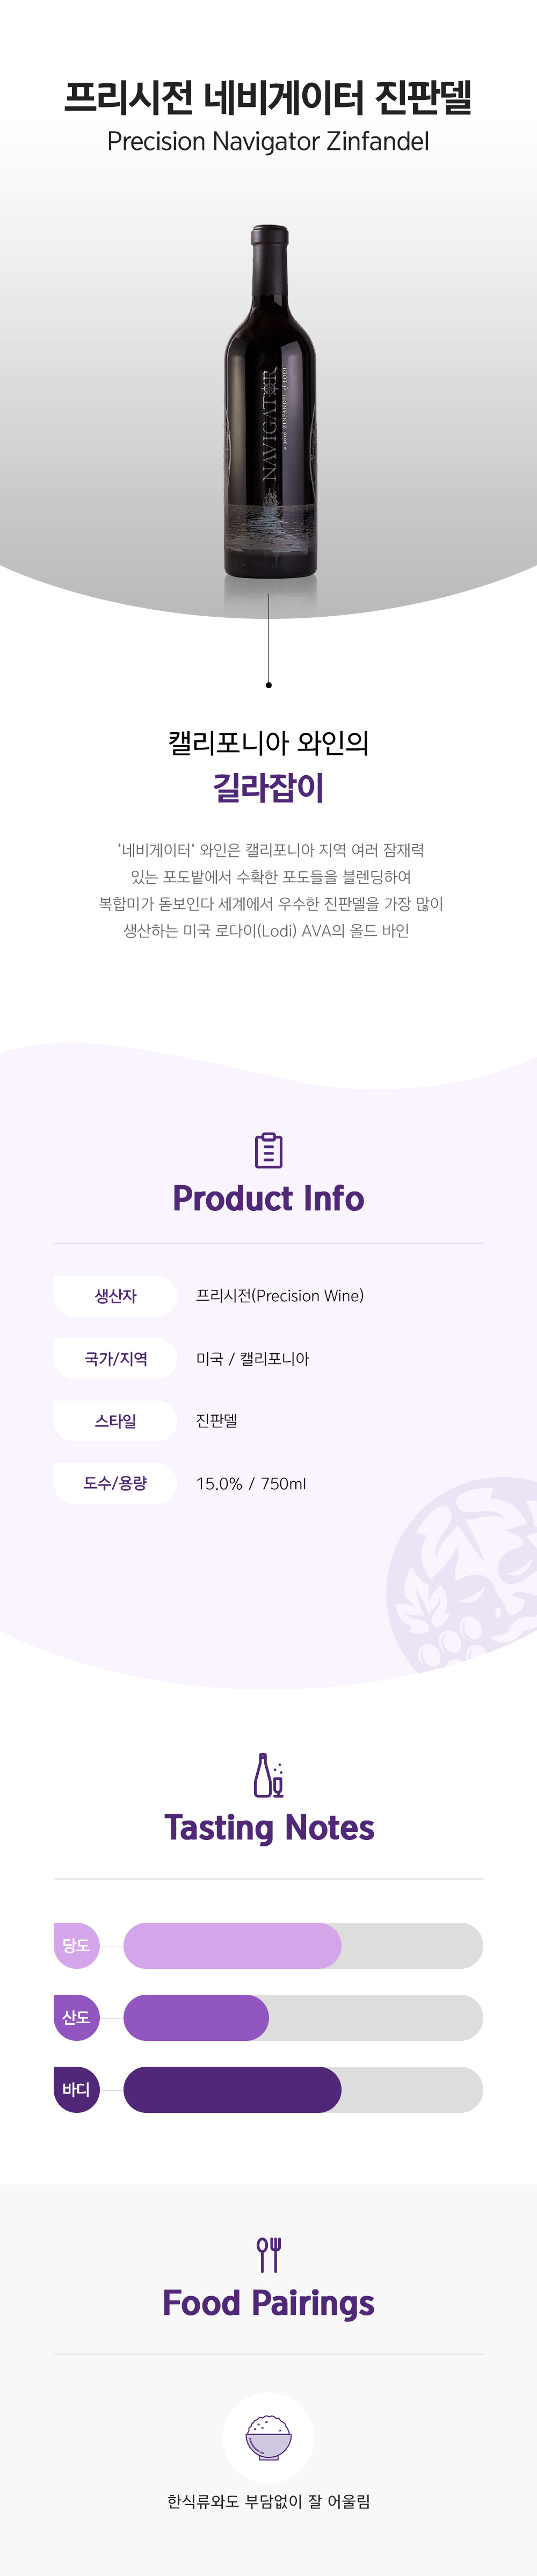 프리시전 네비게이터 진판델
Precision Navigator Zinfandel
NAVIGATOR
2016 ZINFANDEL of LODI
캘리포니아 와인의
길라잡이
‘네비게이터‘ 와인은 캘리포니아 지역 여러 잠재력
있는 포도밭에서 수확한 포도들을 블렌딩하여
복합미가 돋보인다 세계에서 우수한 진판델을 가장 많이
생산하는 미국 로다이(Lodi) AVA의 올드 바인
Product Info
생산자 프리시전(Precision Wine)
국가/지역 미국 / 캘리포니아
스타일 진판델
도수/용량 15.0% / 750ml
Tasting Notes
당도
산도
바디
Food Pairings
한식류와도 부담없이 잘 어울림